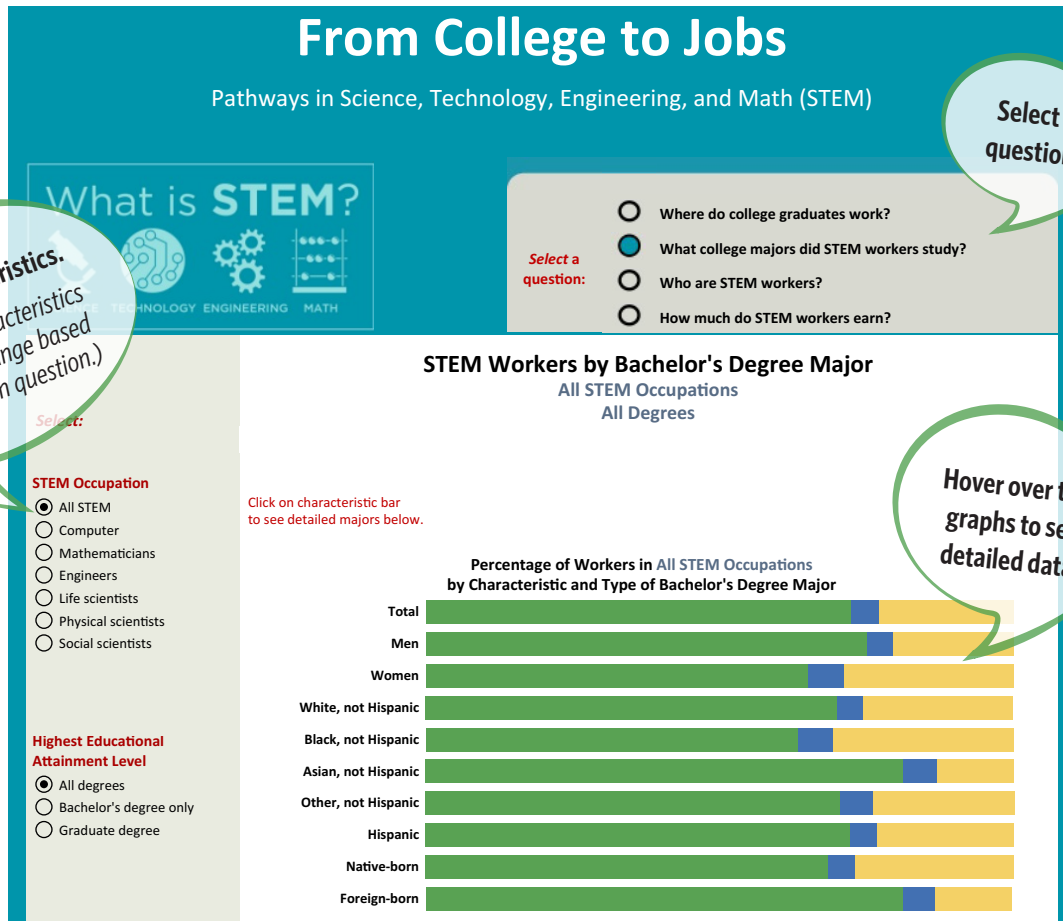 From College to Jobs
Pathways in Science, Technology, Engineering, and Math (STEM)
Select
What is STEM?
TECHNOLOGY ENGINEERING MATH
Select a
question:
Where do college graduates work?
What college majors did STEM workers study?
Who are STEM workers?
How much do STEM workers earn?
based
question.)
Select:
STEM Occupation
All STEM
Computer
Mathematicians
Engineers
Life scientists
Physical scientists
Social scientists
Highest Educational
Attainment Level
All degrees
Bachelor's degree only
Graduate degree
STEM Workers by Bachelor's Degree Major
All STEM Occupations
All Degrees
Click on characteristic bar
to see detailed majors below.
Hover over
graphs to
detailed
Percentage of Workers in All STEM Occupations
by Characteristic and Type of Bachelor's Degree Major
Total
Men
Women
White, not Hispanic
Black, not Hispanic
Asian, not Hispanic
Other, not Hispanic
Hispanic
Native-born
Foreign-born